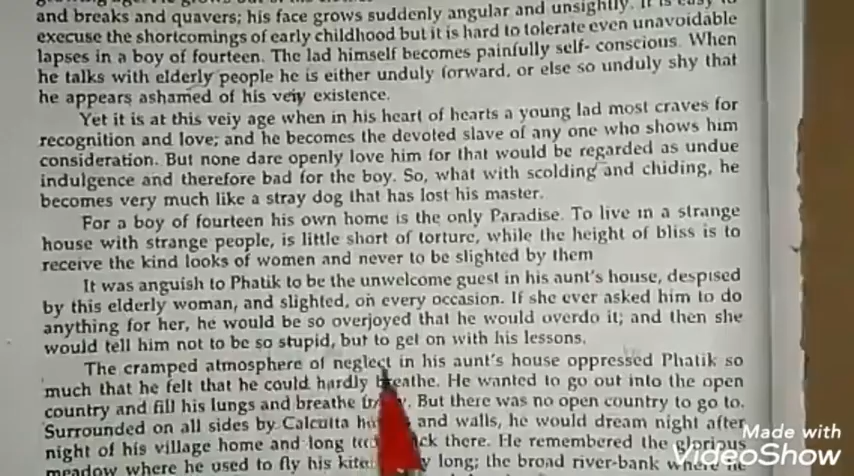 and breaks and quavers; his face grows suddenly angular and unsightly. It is easy to
execuse the shortcomings of early childhood but it is hard to tolerate even unavoidable
lapses in a boy of fourteen. The lad himself becomes painfully self- conscious. When
he talks with elderly people he is either unduly forward, or else so unduly shy that
he appears ashamed of his veiy existence.
Yet it is at this veiy age when in his heart of hearts a young lad most craves for
recognition and love; and he becomes the devoted slave of any one who shows him
consideration. But none dare openly love him for that would be regarded as undue
indulgence and therefore bad for the boy. So, what with scolding and chiding, he
becomes very much like a stray dog that has lost his master.
For a boy of fourteen his own home is the only Paradise. To live in a strange
house with strange people, is little short of torture, while the height of bliss is to
receive the kind looks of women and never to be slighted by them
It was anguish to Phatik to be the unwelcome guest in his aunt's house, despised
by this elderly woman, and slighted, on every occasion. If she ever asked him to do
anything for her, he would be so overjoyed that he would overdo it; and then she
would tell him not to be so stupid, but to get on with his lessons.
The cramped atmosphere of neglect in his aunt's house oppressed Phatik so
much that he felt that he could hardly breathe. He wanted to go out into the open
country and fill his lungs and breathe But there was no open country to go to.
Surrounded on all sides by Calcutta and walls, he would dream night after
night of his village home and long there. He remembered the glorious
meadow where he used to fly his long; the broad river-bank
Made with
VideoShow